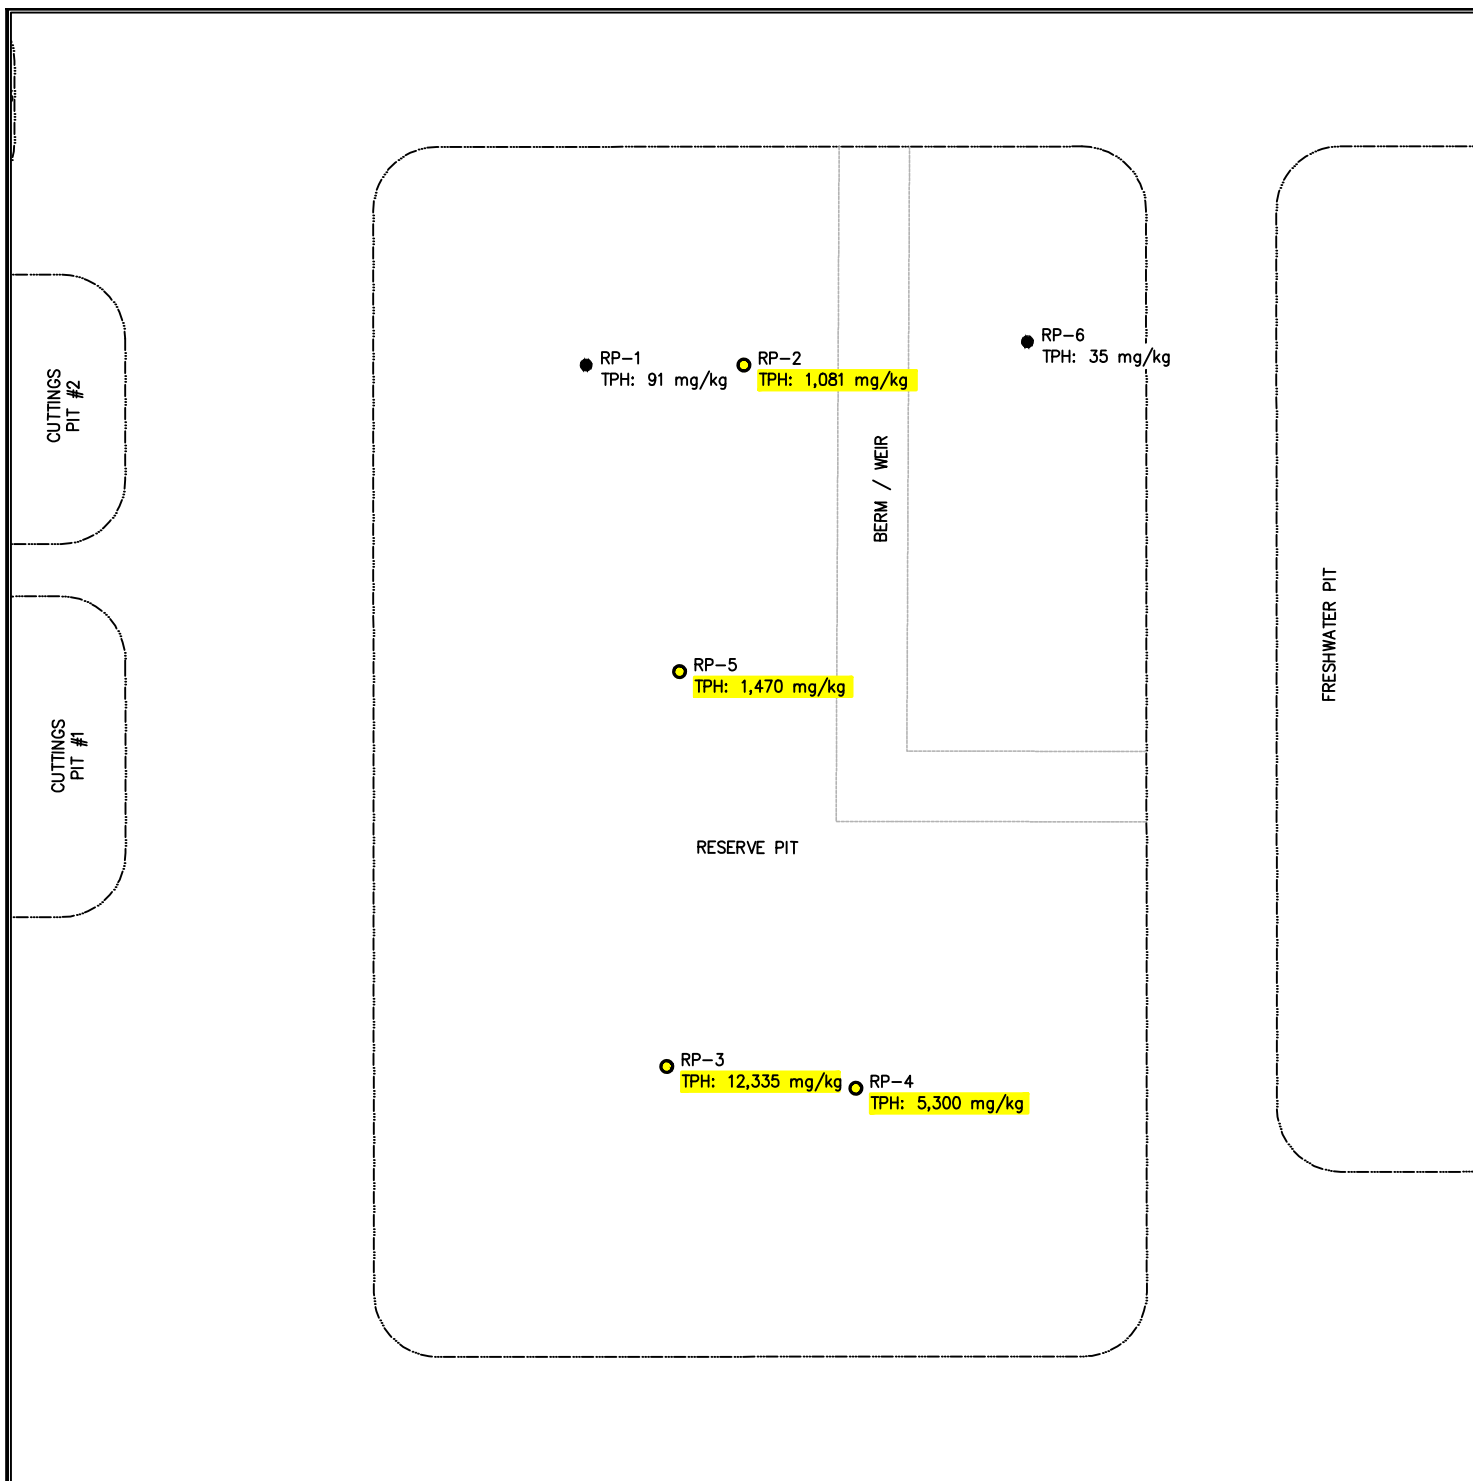 RP-6
TPH: 35 mg/kg
RP-1
TPH: 91 mg/kg
RP-2
TPH: 1,081 mg/kg
CUTTINGS
PIT #2
BERM / WEIR
FRESHWATER PIT
RP-5
TPH: 1,470 mg/kg
CUTTINGS
PIT #1
RESERVE PIT
RP-3
TPH: 12,335 mg/kg
RP-4
TPH: 5,300 mg/kg